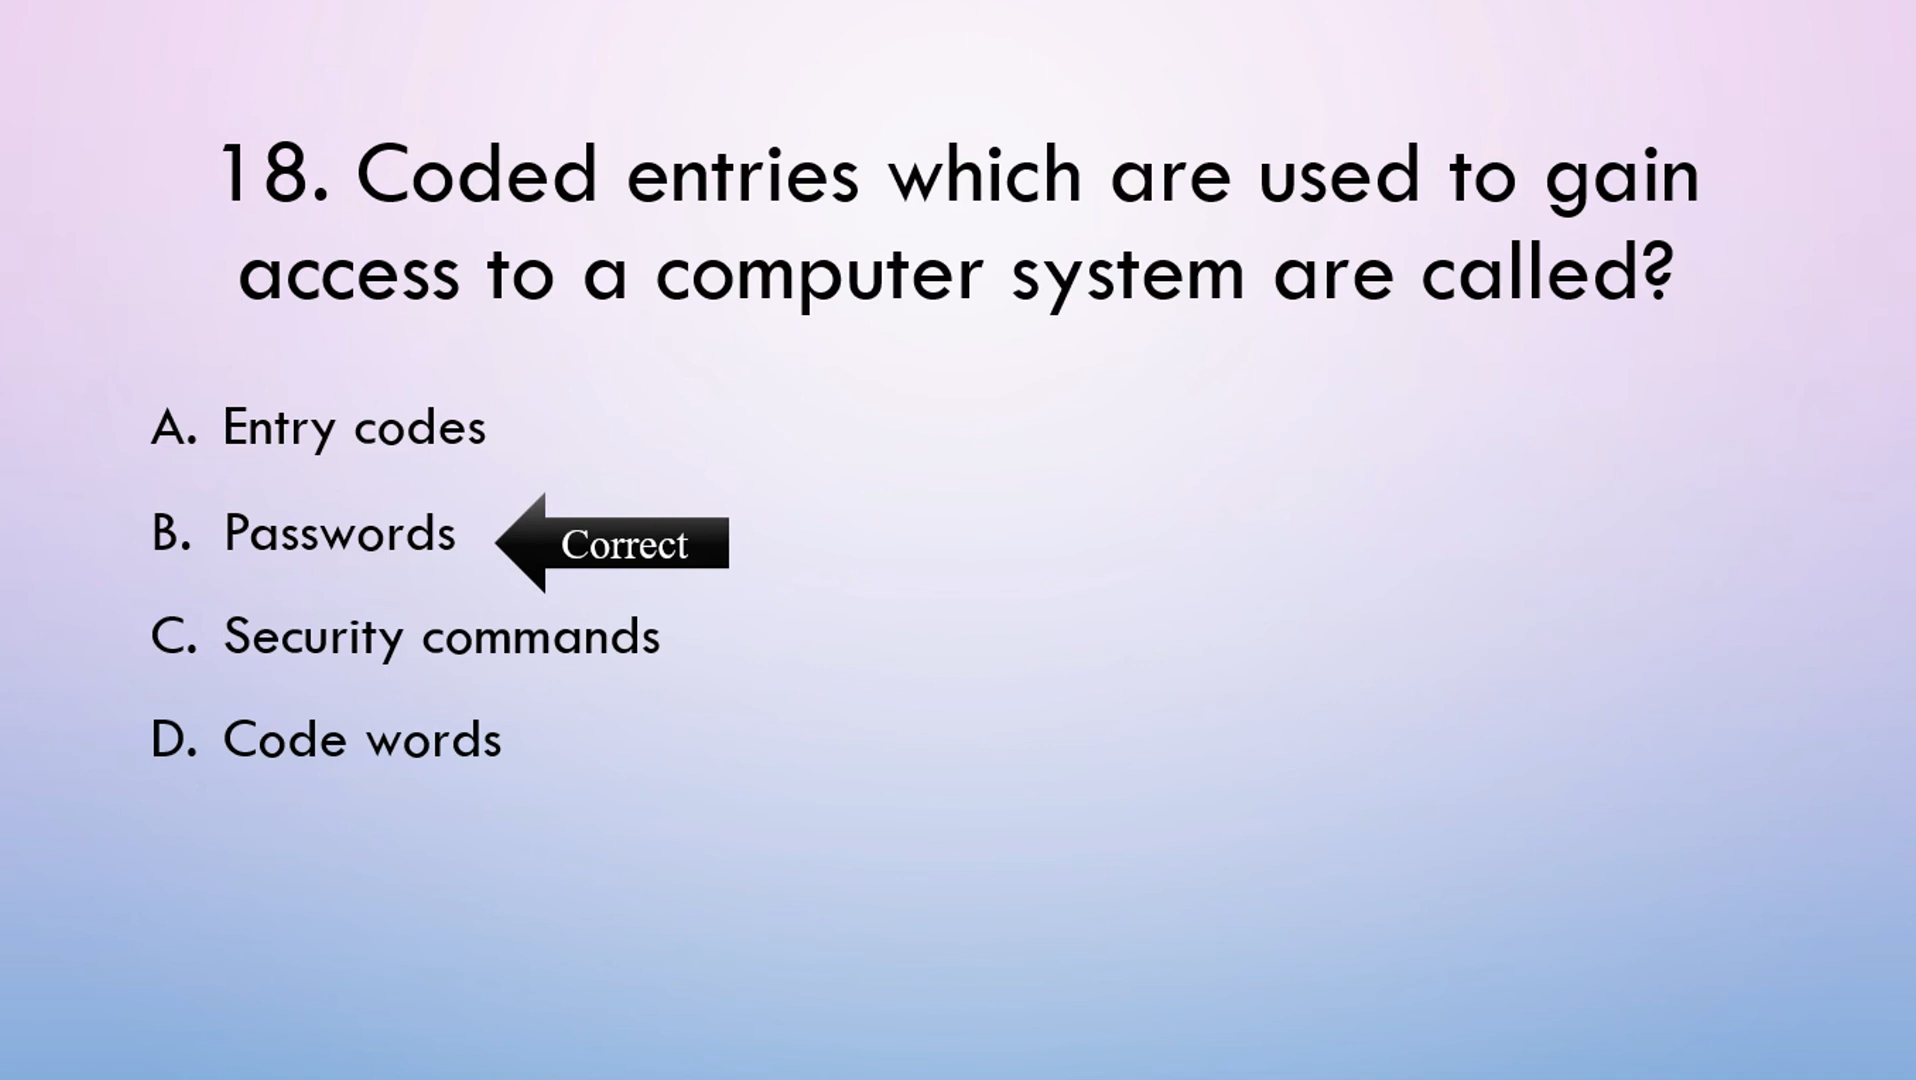 18. Coded entries which are used to gain
access to a computer system are called?
A. Entry codes
B. Passwords
Correct
C. Security commands
D. Code words